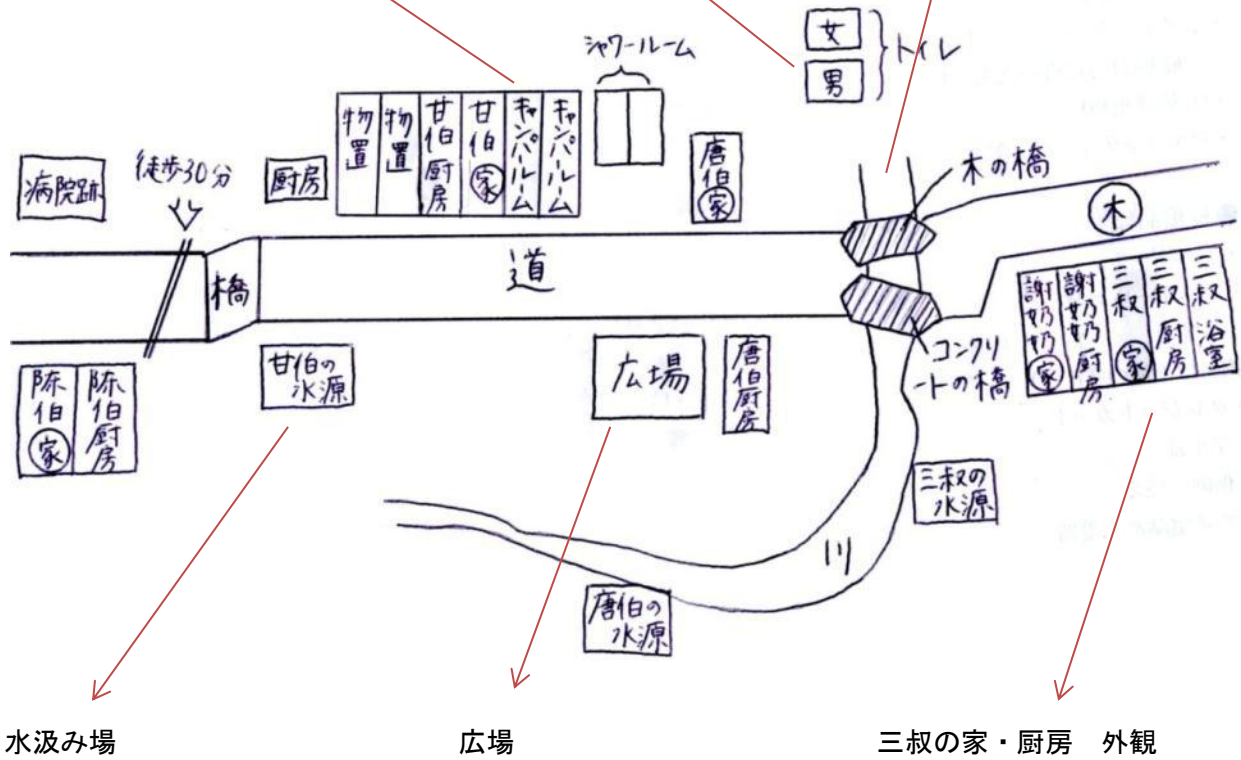 シャワールーム
女
男
トイレ
物置
物置
甘伯厨房
甘伯家
キャンパールーム
キャンパールーム
唐伯家
木の橋
病院跡
徒歩30分
厨房
木
橋
道
謝奶奶家
謝奶奶厨房
三叔家
三叔厨房
三叔浴室
コンクリ
ートの橋
甘伯の
水源
広場
唐伯厨房
陈伯家
陈伯厨房
三叔の
水源
川
唐伯の
水源
水汲み場
広場
三叔の家・厨房 外観